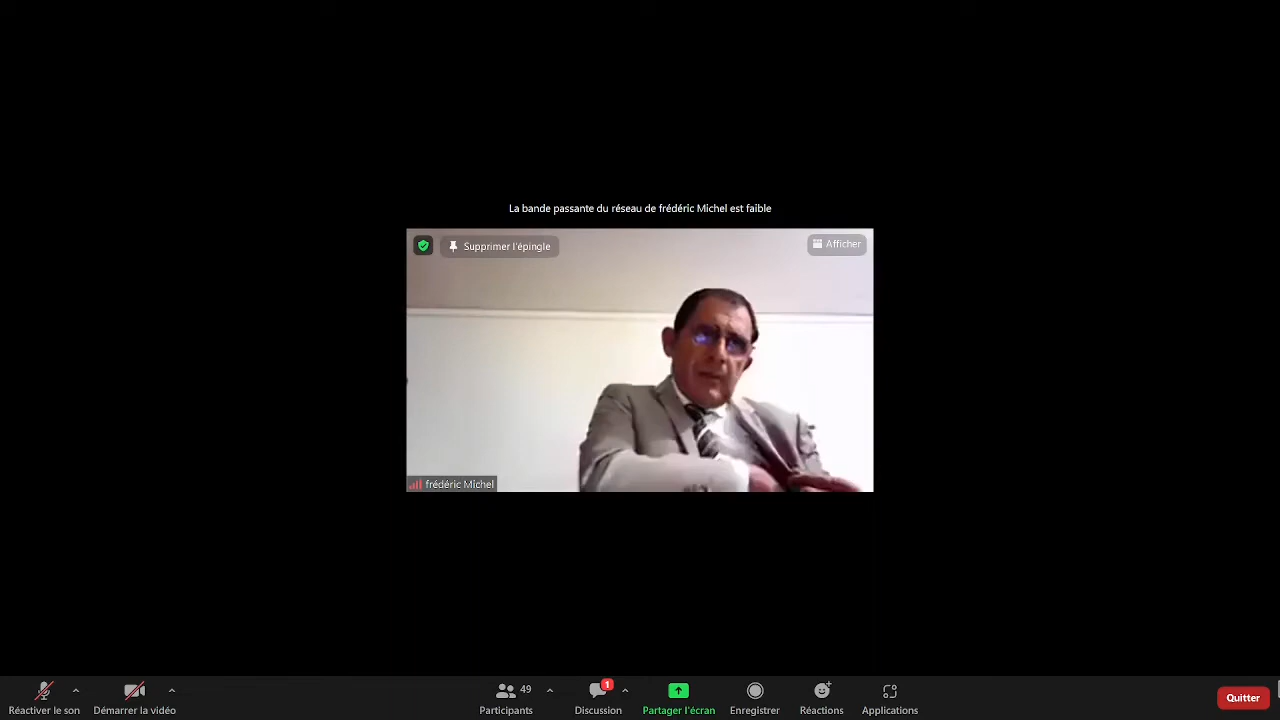 La bande passante du réseau de frédéric Michel est faible
Supprimer l'épingle
Afficher
frédéric Michel
49
1
Réactiver le son
Démarrer la vidéo
Participants
Discussion
Partager l'écran
Enregistrer
Réactions
Applications
Quitter